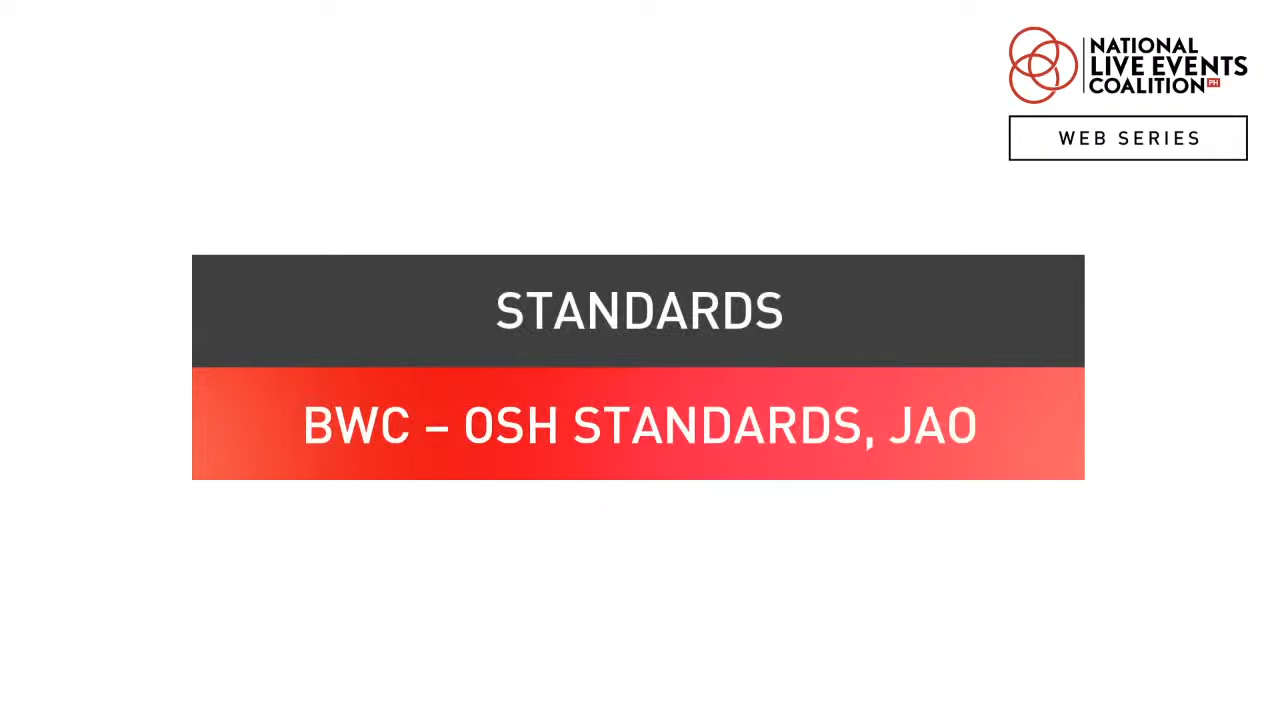 NATIONAL
LIVE EVENTS
COALITION PH
WEB SERIES
STANDARDS
BWC – OSH STANDARDS, JAO